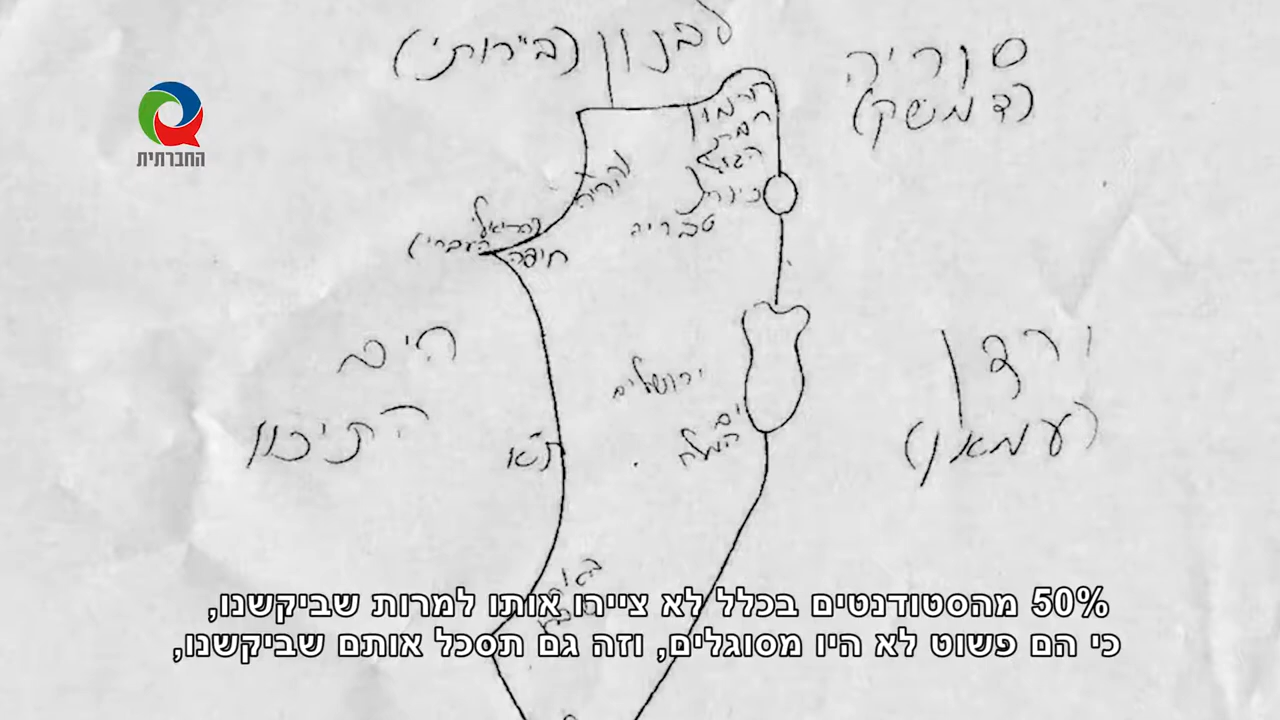 לבנון (ביירות)
סוריה
(דמשק)
החברתית
החרמון
רמת
הגולן
כינרת
נהריה
טבריה
חיפה
הים
התיכון
ירדן
(עמאן)
ירושלים
ים
המלח
ת"א
50% מהסטודנטים בכלל לא ציירו אותו למרות שביקשנו,
כי הם פשוט לא היו מסוגלים, וזה גם תסכל אותם שביקשנו,